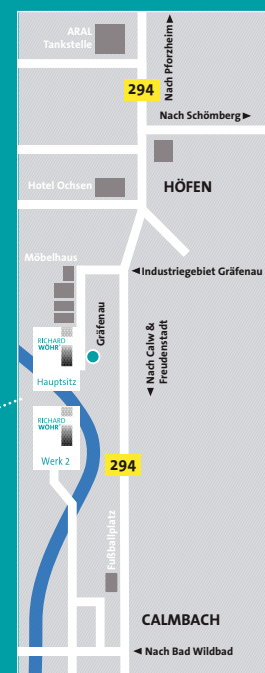 ARAL
Tankstelle
Nach Pforzheim ▶
294
Nach Schömberg ▶
Hotel Ochsen
HÖFEN
Möbelhaus
◀ Industriegebiet Gräfenau
Gräfenau
RICHARD
WÖHR
Hauptsitz
◀ Nach Calw &
Freudenstadt
RICHARD
WÖHR
Werk 2
294
Fußballplatz
CALMBACH
◀ Nach Bad Wildbad